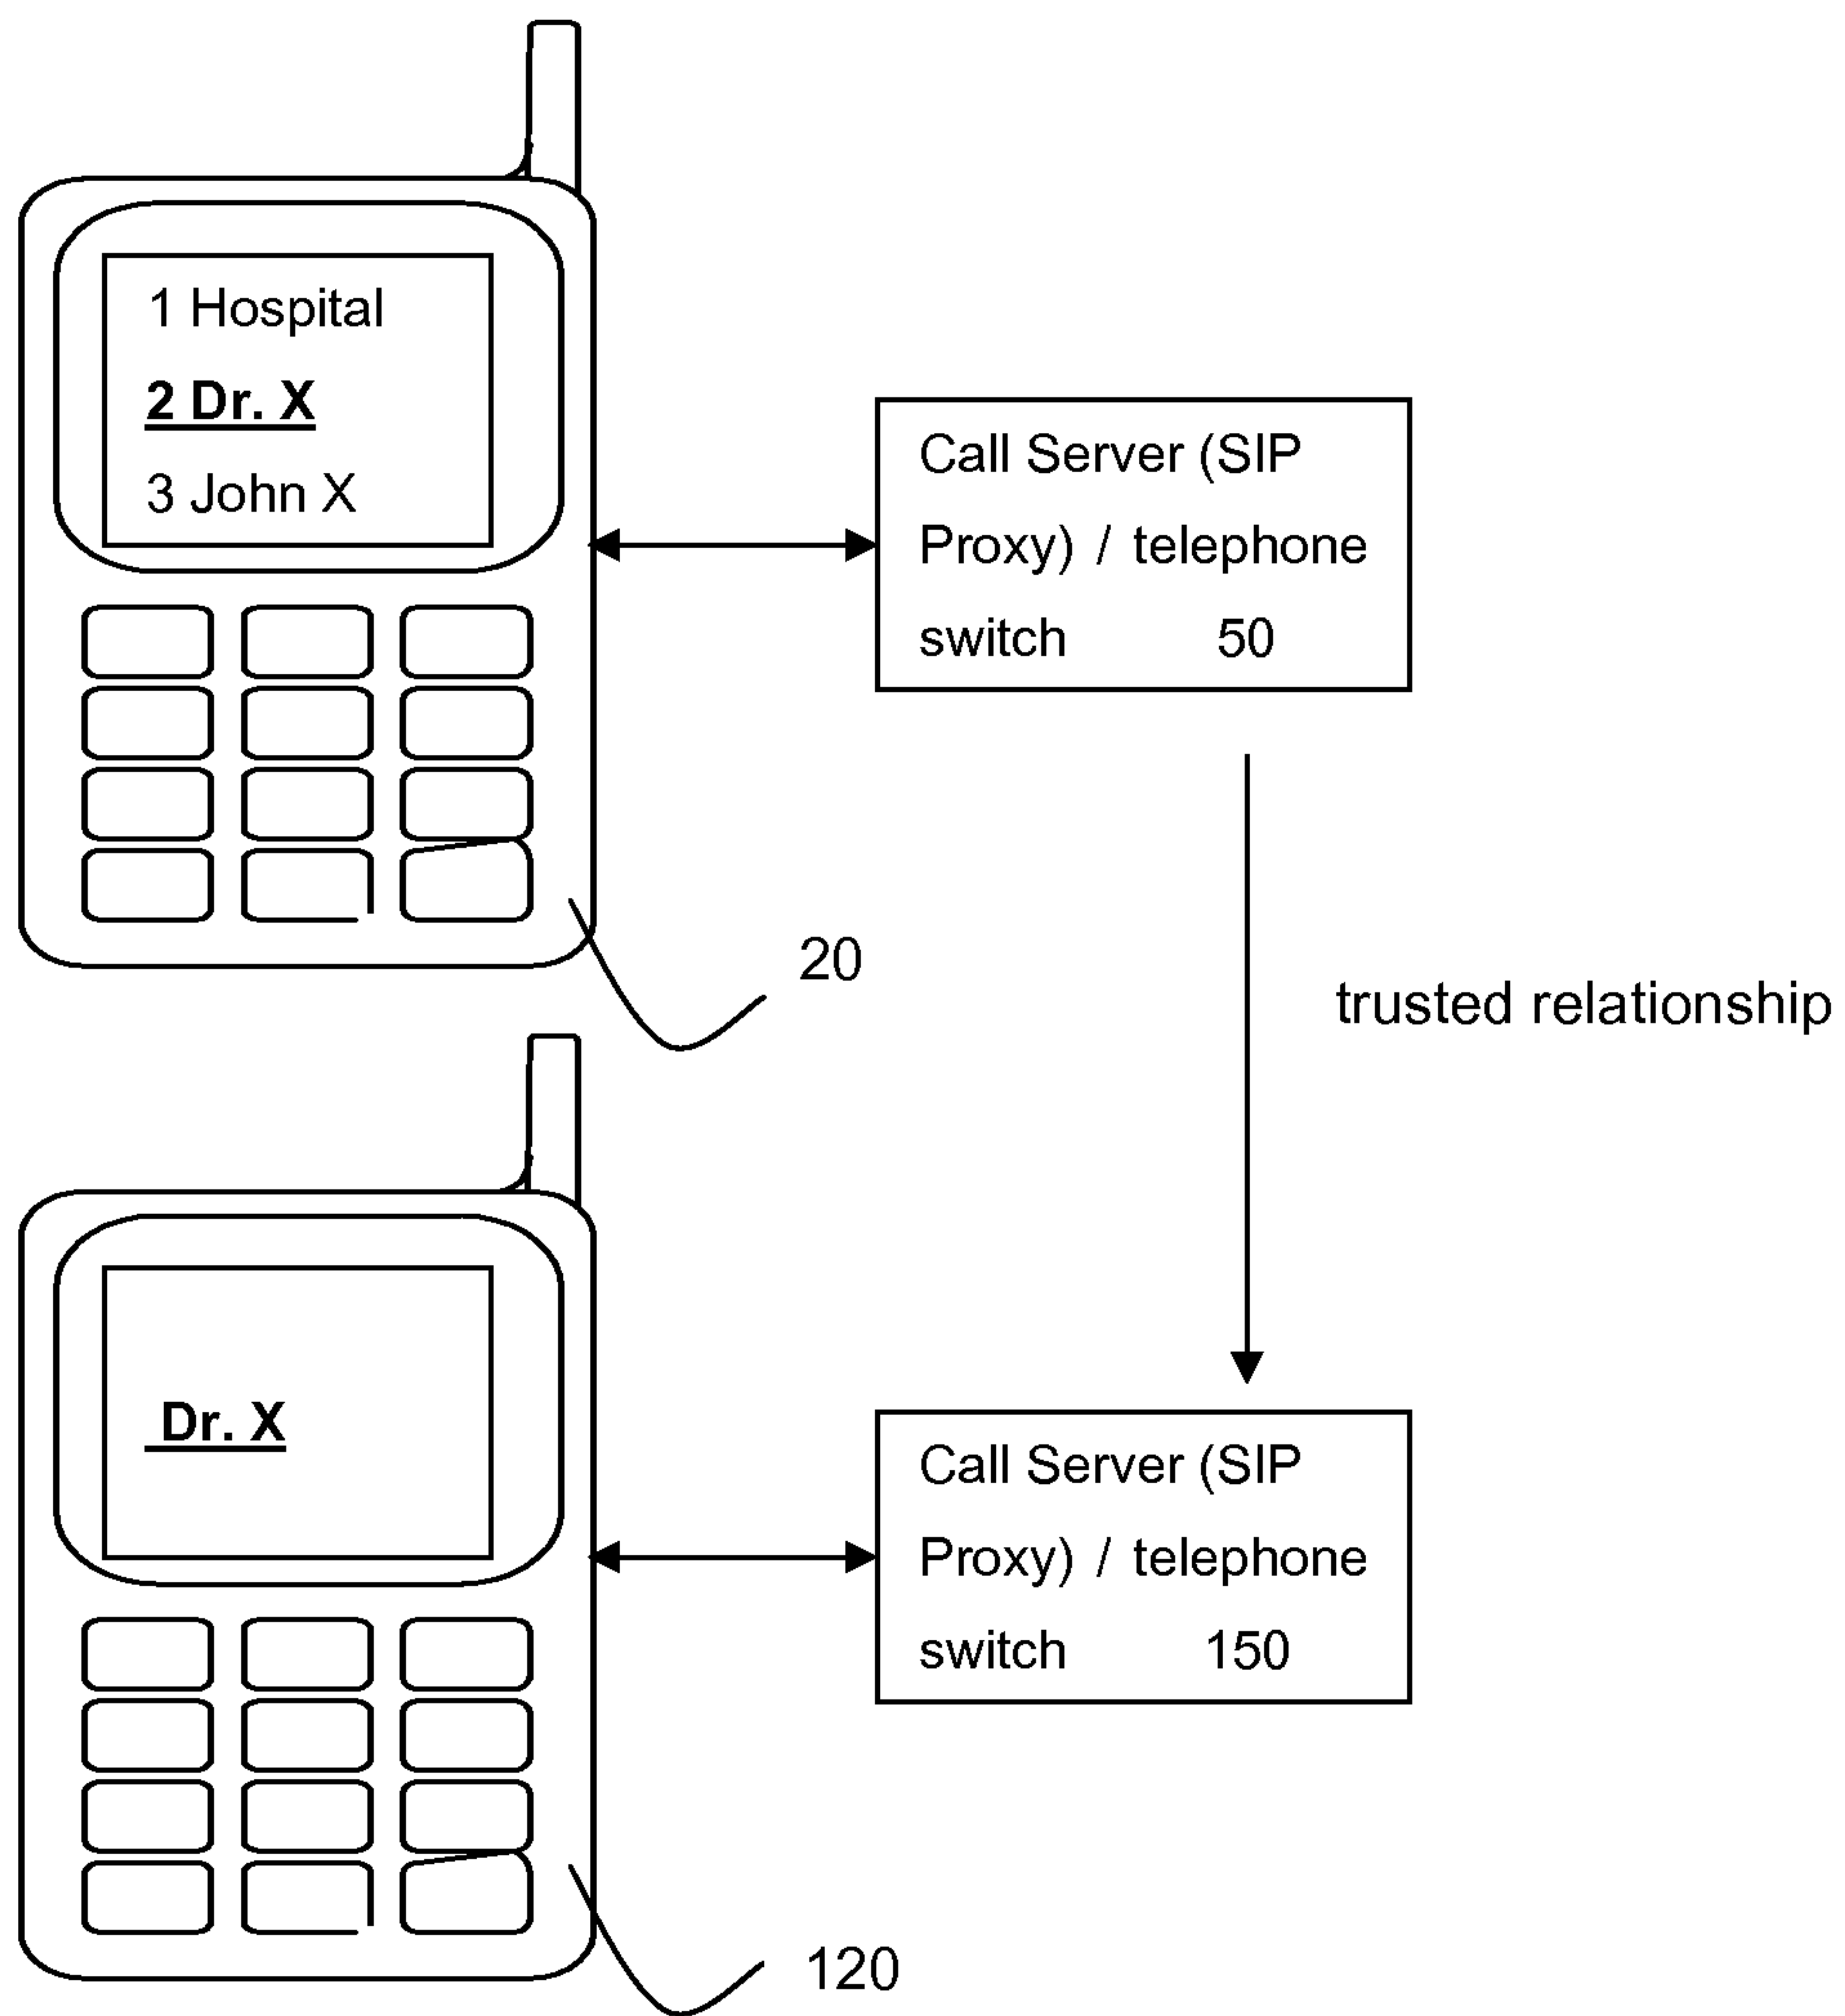 1 Hospital
2 Dr. X
3 John X
Call Server (SIP
Proxy) / telephone
switch 50
20
trusted relationship
Dr. X
Call Server (SIP
Proxy) / telephone
switch 150
120